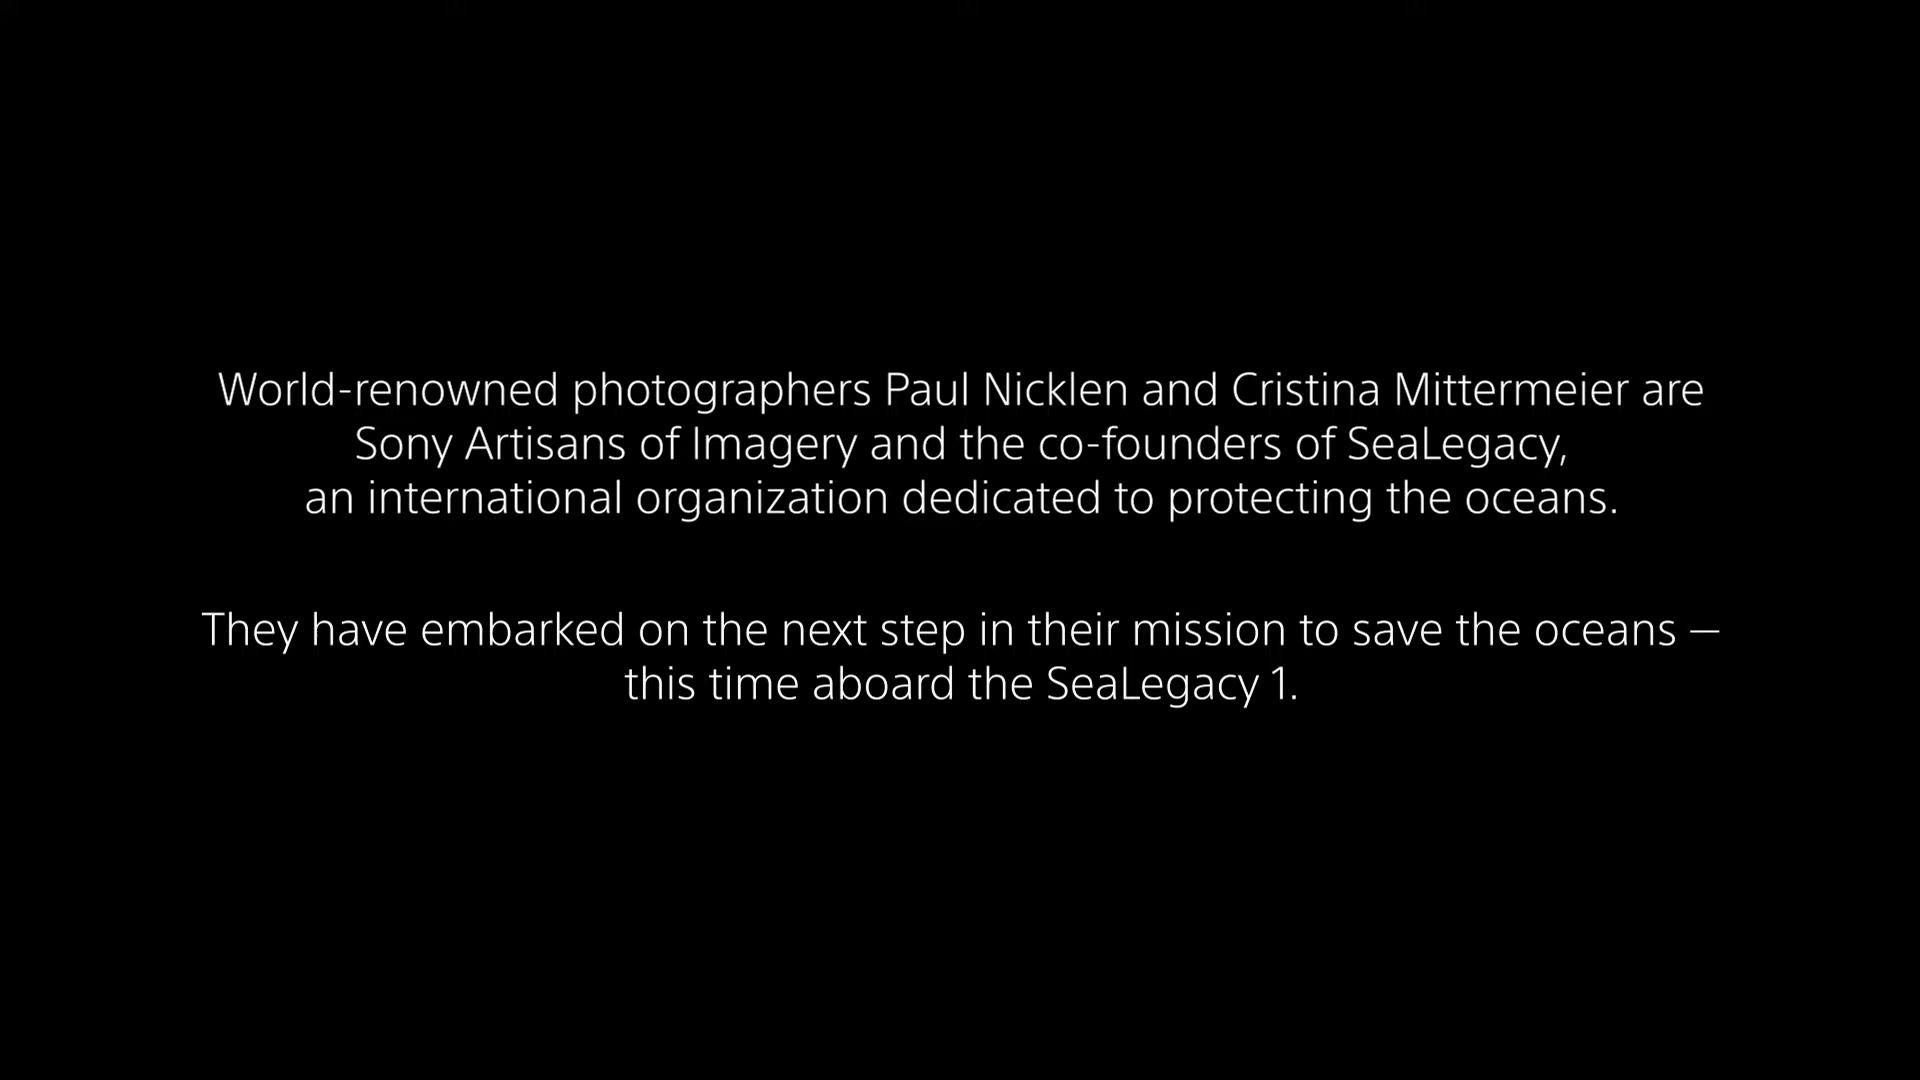 World-renowned photographers Paul Nicklen and Cristina Mittermeier are
Sony Artisans of Imagery and the co-founders of SeaLegacy,
an international organization dedicated to protecting the oceans.
They have embarked on the next step in their mission to save the oceans —
this time aboard the SeaLegacy 1.